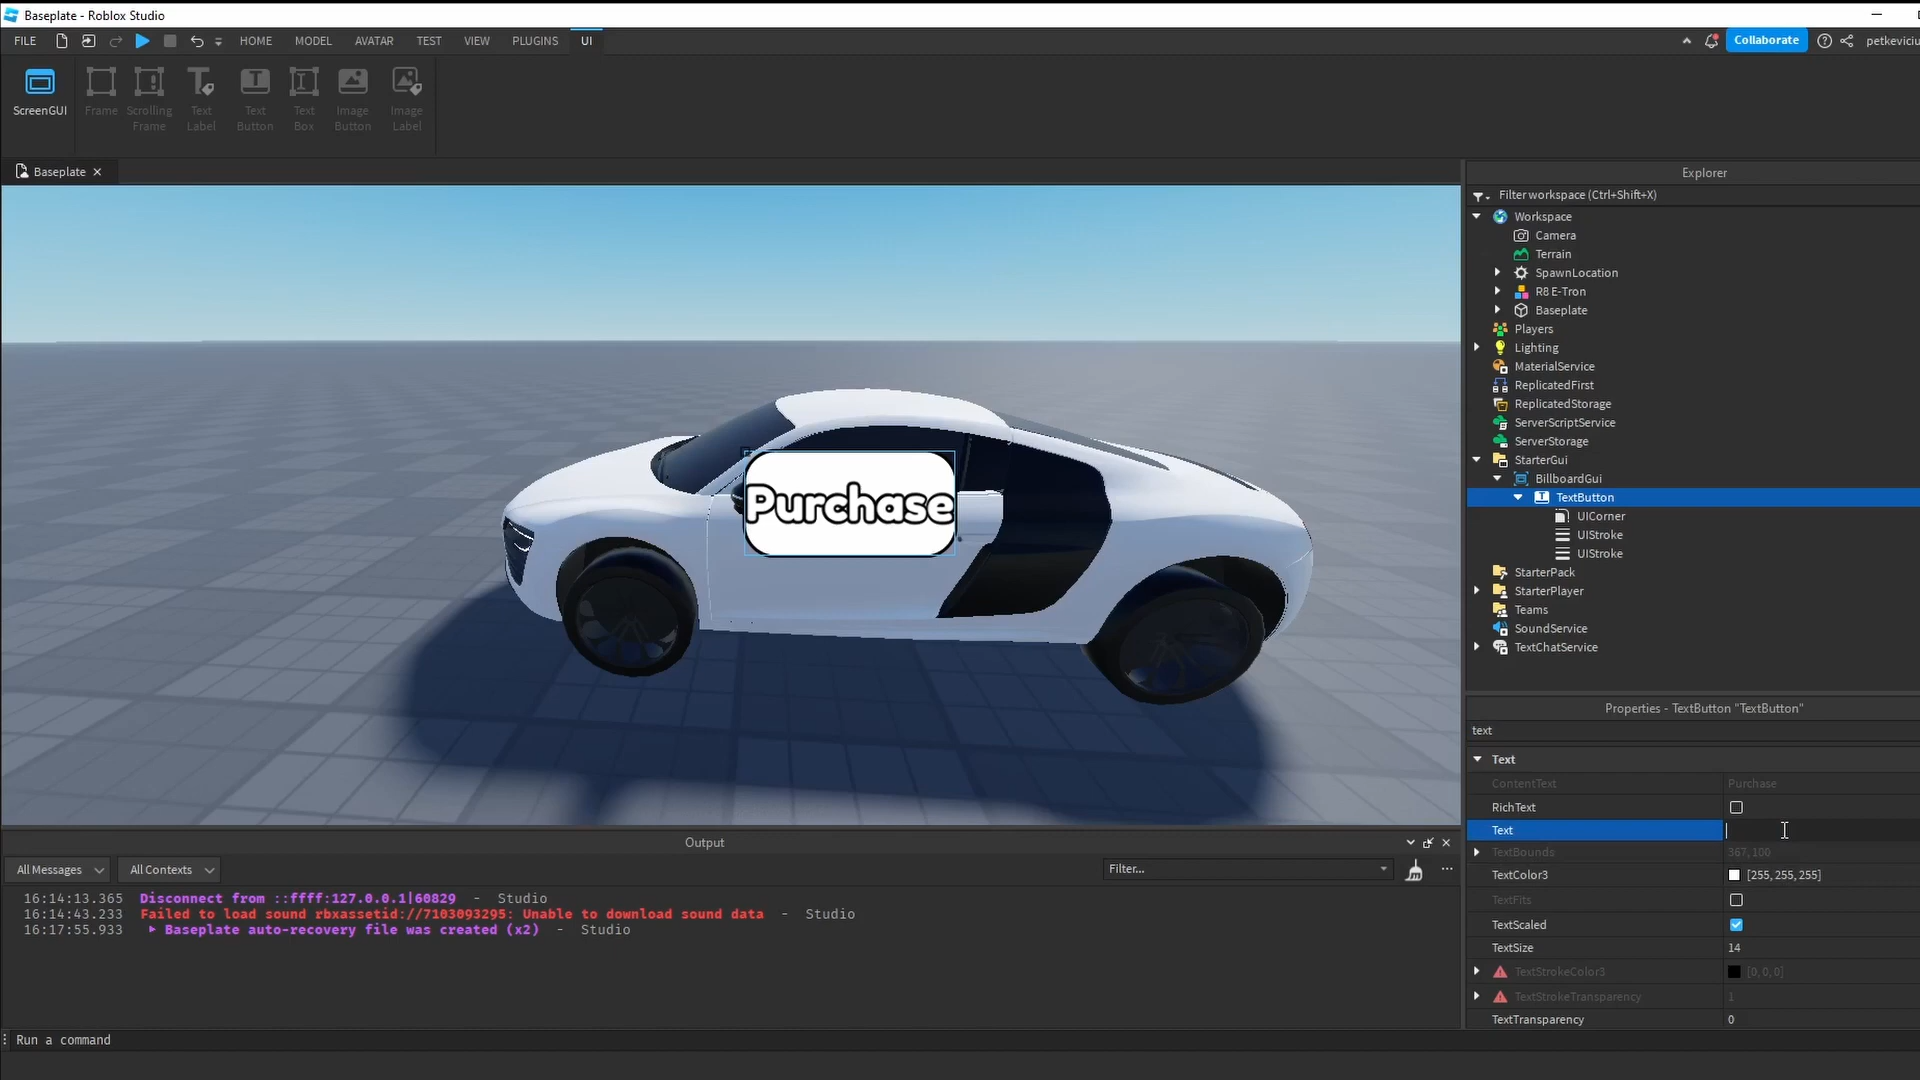 Baseplate - Roblox Studio
FILE
HOME
MODEL
AVATAR
TEST
VIEW
PLUGINS
UI
Collaborate
petkeviciu
ScreenGUI
Frame
Scrolling
Frame
Text
Label
Text
Button
Text
Box
Image
Button
Image
Label
Baseplate
Purchase
Explorer
Filter workspace (Ctrl+Shift+X)
Workspace
Camera
Terrain
SpawnLocation
R8 E-Tron
Baseplate
Players
Lighting
MaterialService
ReplicatedFirst
ReplicatedStorage
ServerScriptService
ServerStorage
StarterGui
BillboardGui
TextButton
UICorner
UIStroke
UIStroke
StarterPack
StarterPlayer
Teams
SoundService
TextChatService
Properties - TextButton "TextButton"
text
Text
ContentText Purchase
RichText
Text
TextBounds 367, 100
TextColor3 [255, 255, 255]
TextFits
TextScaled
TextSize 14
TextStrokeColor3 [0, 0, 0]
TextStrokeTransparency 1
TextTransparency 0
Output
All Messages
All Contexts
Filter...
16:14:13.365 Disconnect from ::ffff:127.0.0.1|60829 - Studio
16:14:43.233 Failed to load sound rbxassetid://7103093295: Unable to download sound data - Studio
16:17:55.933 Baseplate auto-recovery file was created (x2) - Studio
Run a command